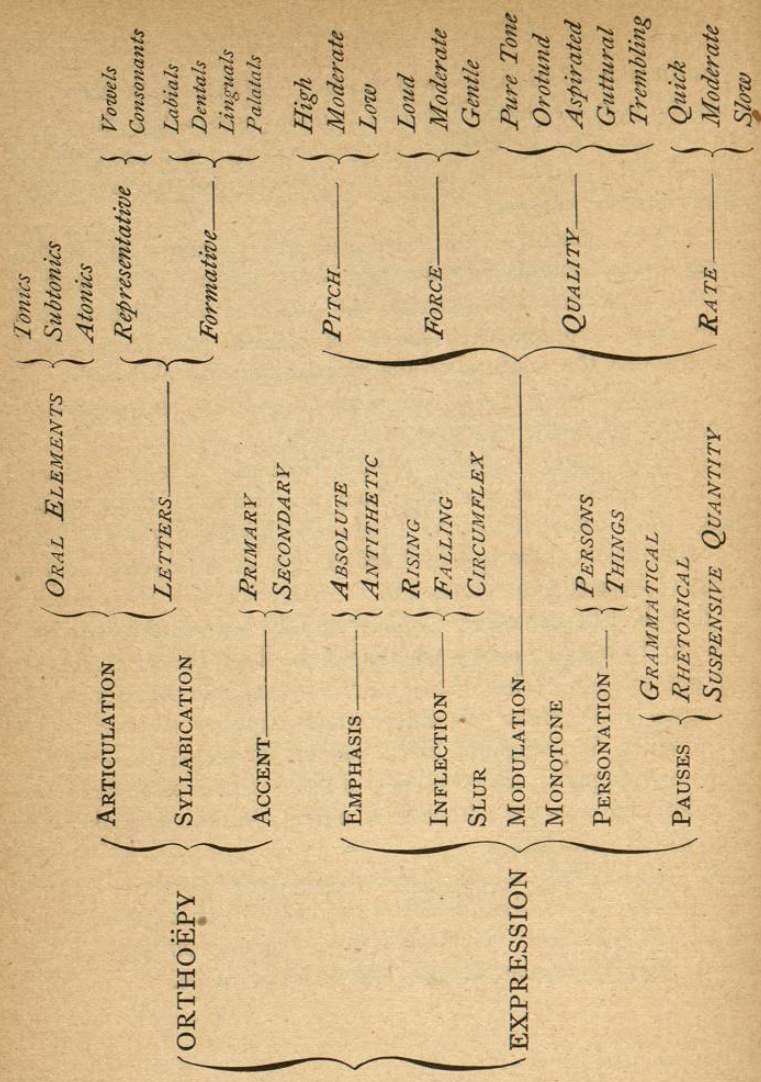 ORTHOËPY
ARTICULATION
ORAL ELEMENTS
Tonics
Subtonics
Atonics
LETTERS
Representative
Vowels
Consonants
Formative
Labials
Dentals
Linguals
Palatals
SYLLABICATION
ACCENT
PRIMARY
SECONDARY
EXPRESSION
EMPHASIS
ABSOLUTE
ANTITHETIC
INFLECTION
RISING
FALLING
CIRCUMFLEX
SLUR
MODULATION
PITCH
High
Moderate
Low
FORCE
Loud
Moderate
Gentle
QUALITY
Pure Tone
Orotund
Aspirated
Guttural
Trembling
RATE
Quick
Moderate
Slow
MONOTONE
PERSONATION
PERSONS
THINGS
PAUSES
GRAMMATICAL
RHETORICAL
SUSPENSIVE QUANTITY